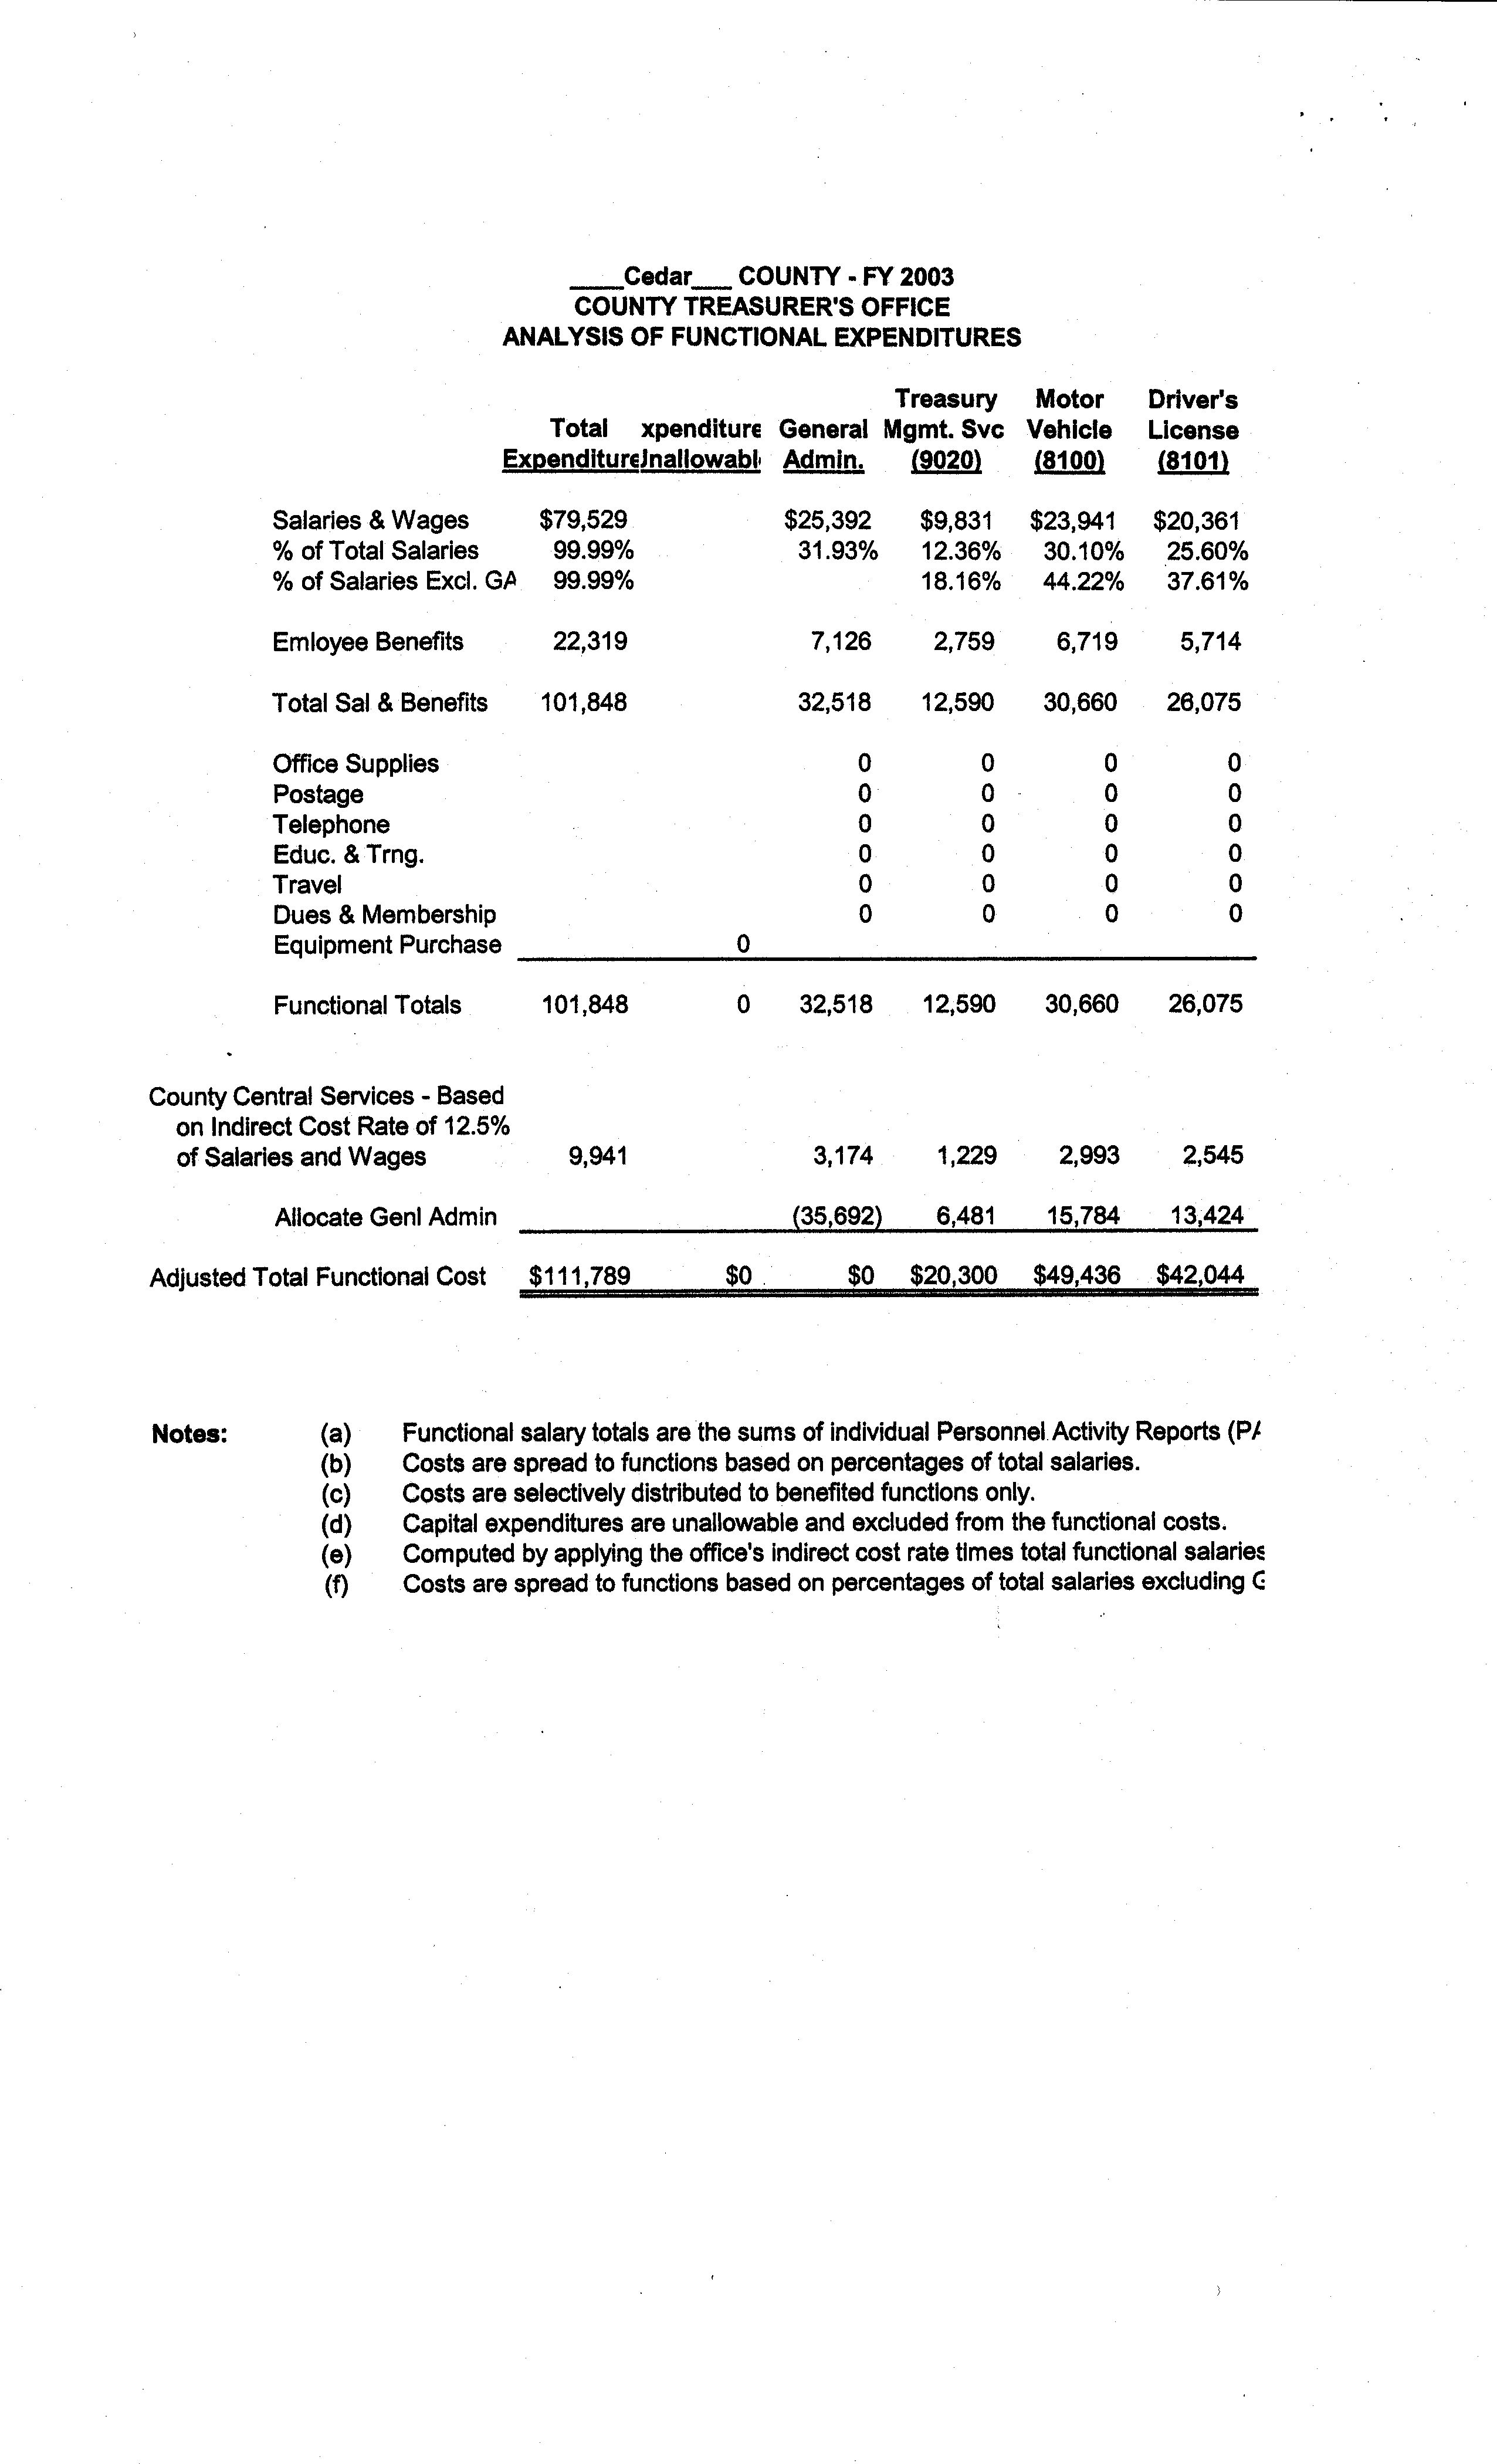 ____Cedar___ COUNTY - FY 2003
COUNTY TREASURER'S OFFICE
ANALYSIS OF FUNCTIONAL EXPENDITURES
Treasury Motor Driver's
Total xpenditure General Mgmt. Svc Vehicle License
Expenditure Jnallowabl Admin. (9020) (8100) (8101)
Salaries & Wages $79,529 $25,392 $9,831 $23,941 $20,361
% of Total Salaries 99.99% 31.93% 12.36% 30.10% 25.60%
% of Salaries Excl. GA 99.99% 18.16% 44.22% 37.61%
Emloyee Benefits 22,319 7,126 2,759 6,719 5,714
Total Sal & Benefits 101,848 32,518 12,590 30,660 26,075
Office Supplies 0 0 0 0
Postage 0 0 0 0
Telephone 0 0 0 0
Educ. & Trng. 0 0 0 0
Travel 0 0 0 0
Dues & Membership 0 0 0 0
Equipment Purchase 0
Functional Totals 101,848 0 32,518 12,590 30,660 26,075
County Central Services - Based
on Indirect Cost Rate of 12.5%
of Salaries and Wages 9,941 3,174 1,229 2,993 2,545
Allocate Genl Admin (35,692) 6,481 15,784 13,424
Adjusted Total Functional Cost $111,789 $0 $0 $20,300 $49,436 $42,044
Notes: (a) Functional salary totals are the sums of individual Personnel Activity Reports (PA
(b) Costs are spread to functions based on percentages of total salaries.
(c) Costs are selectively distributed to benefited functions only.
(d) Capital expenditures are unallowable and excluded from the functional costs.
(e) Computed by applying the office's indirect cost rate times total functional salaries
(f) Costs are spread to functions based on percentages of total salaries excluding G